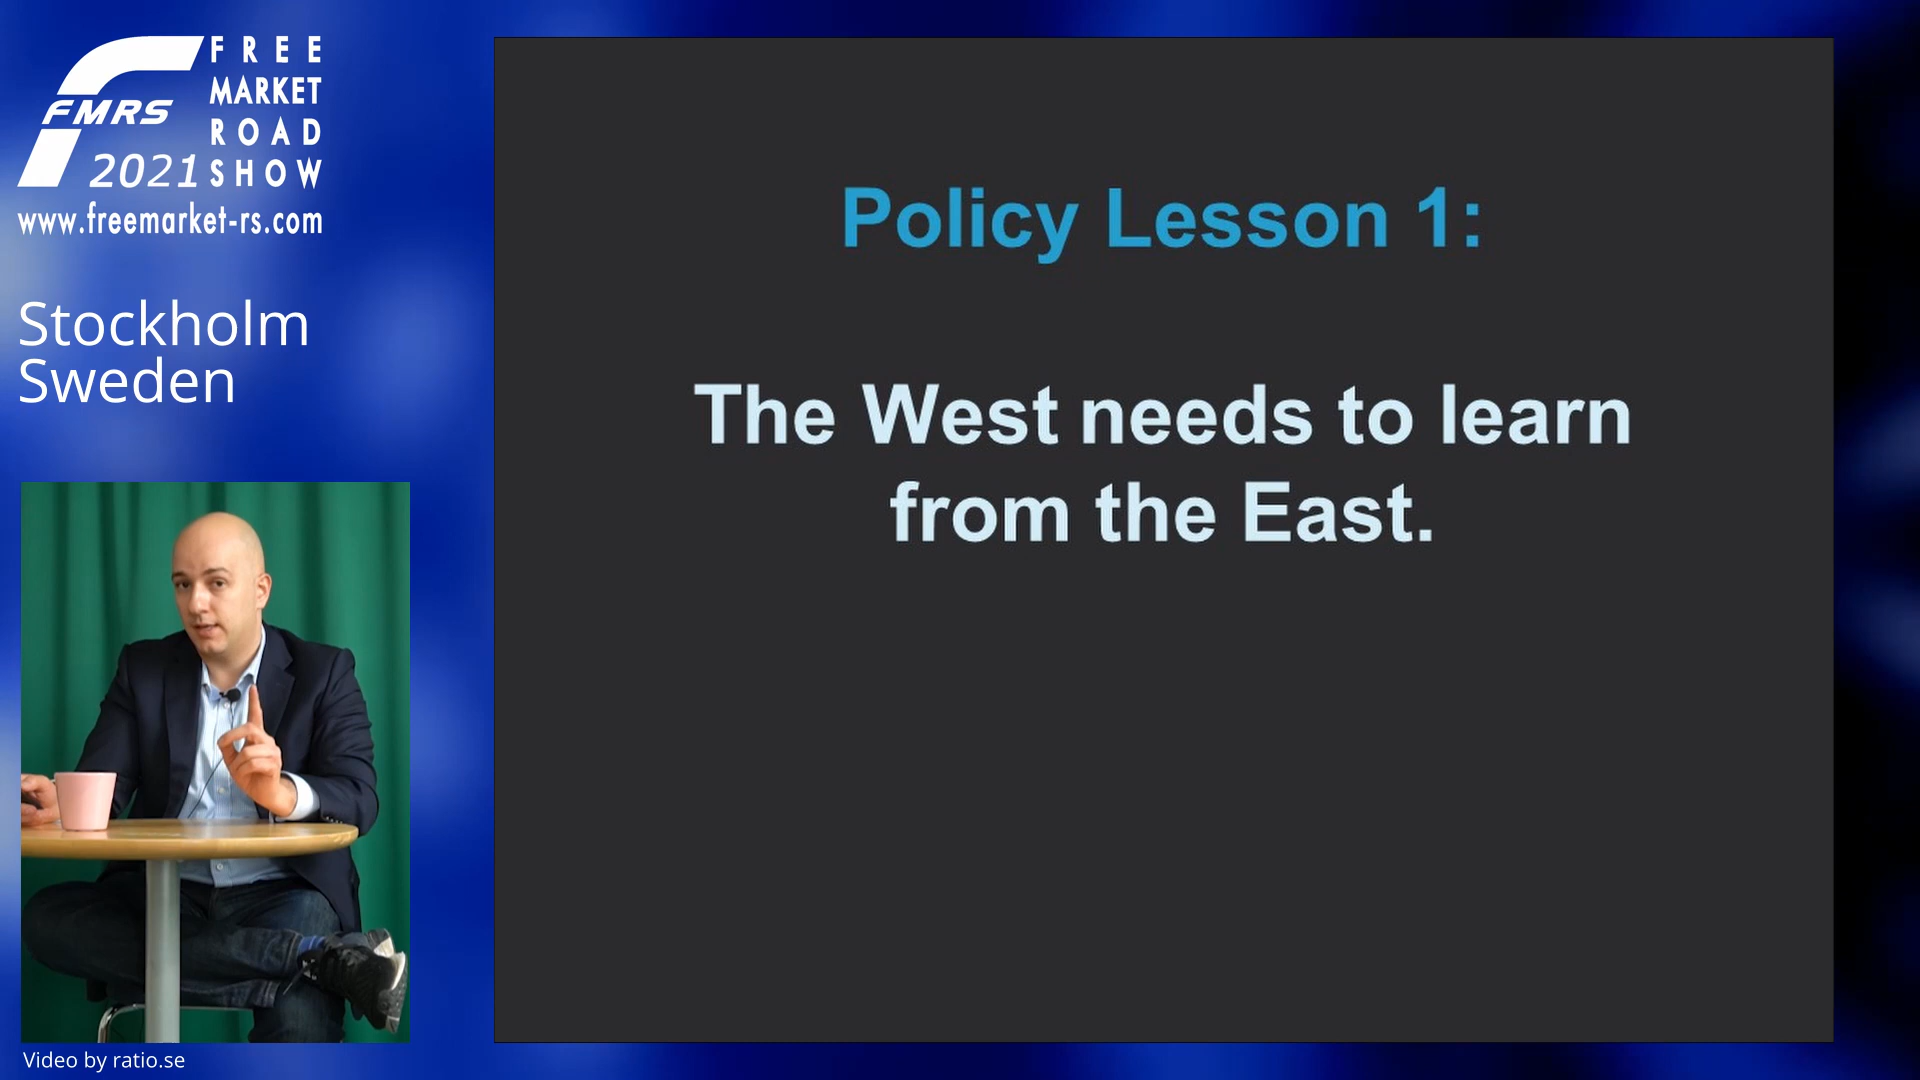 FREE
MARKET
ROAD
SHOW
FMRS
2021
www.freemarket-rs.com
Stockholm
Sweden
Policy Lesson 1:
The West needs to learn
from the East.
Video by ratio.se